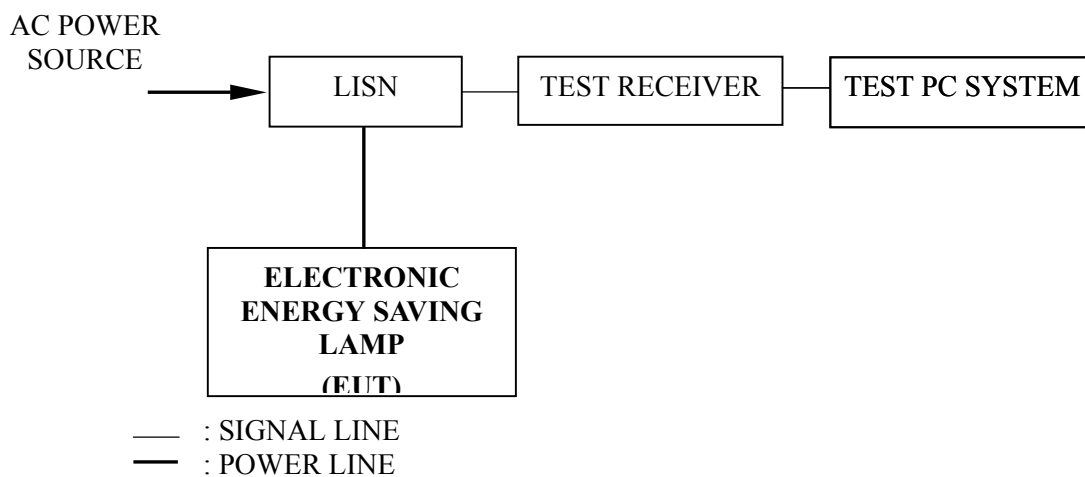 AC POWER
SOURCE
LISN
TEST RECEIVER
TEST PC SYSTEM
ELECTRONIC
ENERGY SAVING
LAMP
(EUT)
: SIGNAL LINE
: POWER LINE